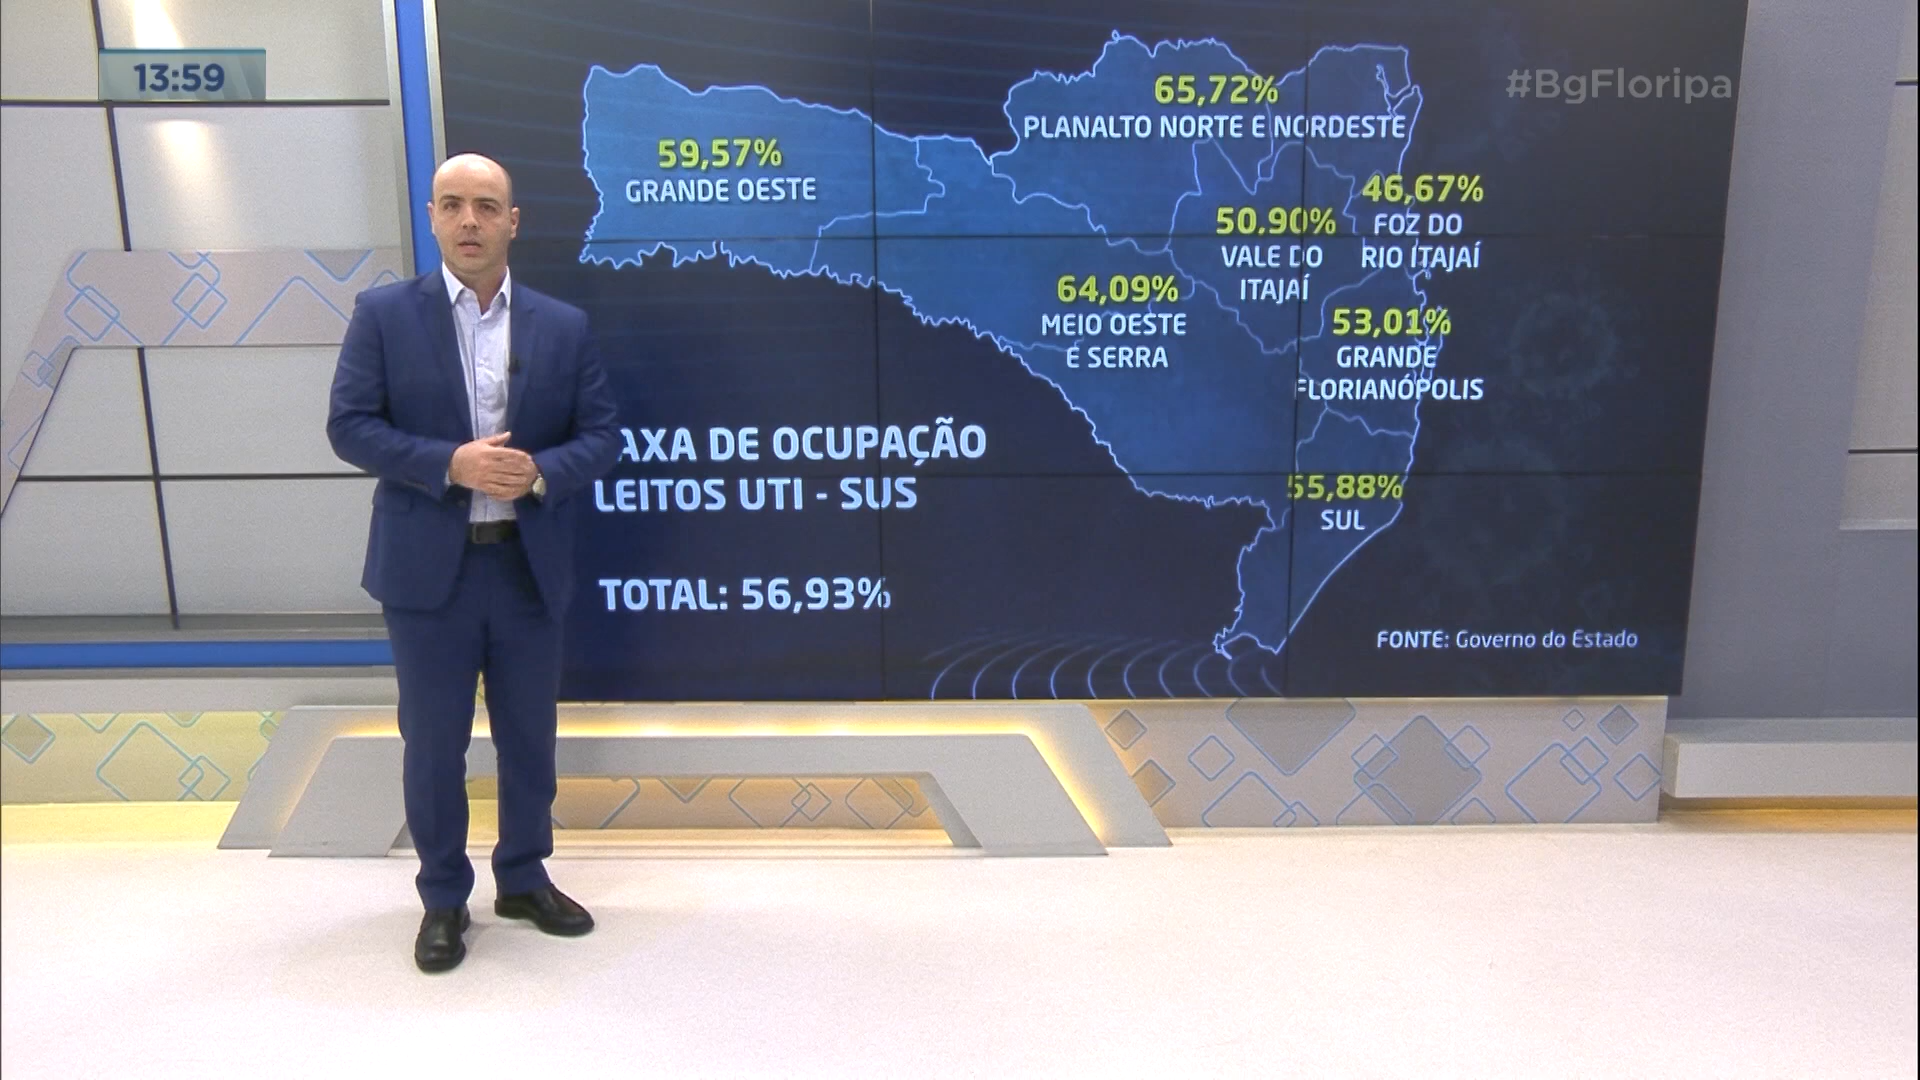 13:59
#BgFloripa
65,72%
PLANALTO NORTE E NORDESTE
59,57%
GRANDE OESTE
46,67%
FOZ DO
RIO ITAJAÍ
50,90%
VALE DO
ITAJAÍ
64,09%
MEIO OESTE
E SERRA
53,01%
GRANDE
FLORIANÓPOLIS
55,88%
SUL
AXA DE OCUPAÇÃO
LEITOS UTI - SUS
TOTAL: 56,93%
FONTE: Governo do Estado